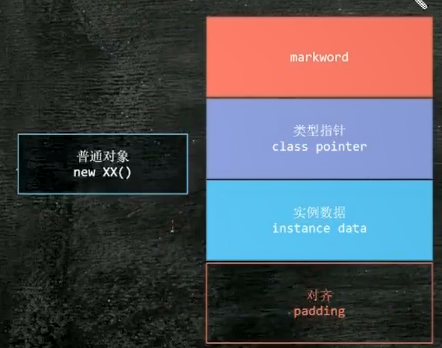 普通对象
new XX()
markword
类型指针
class pointer
实例数据
instance data
对齐
padding